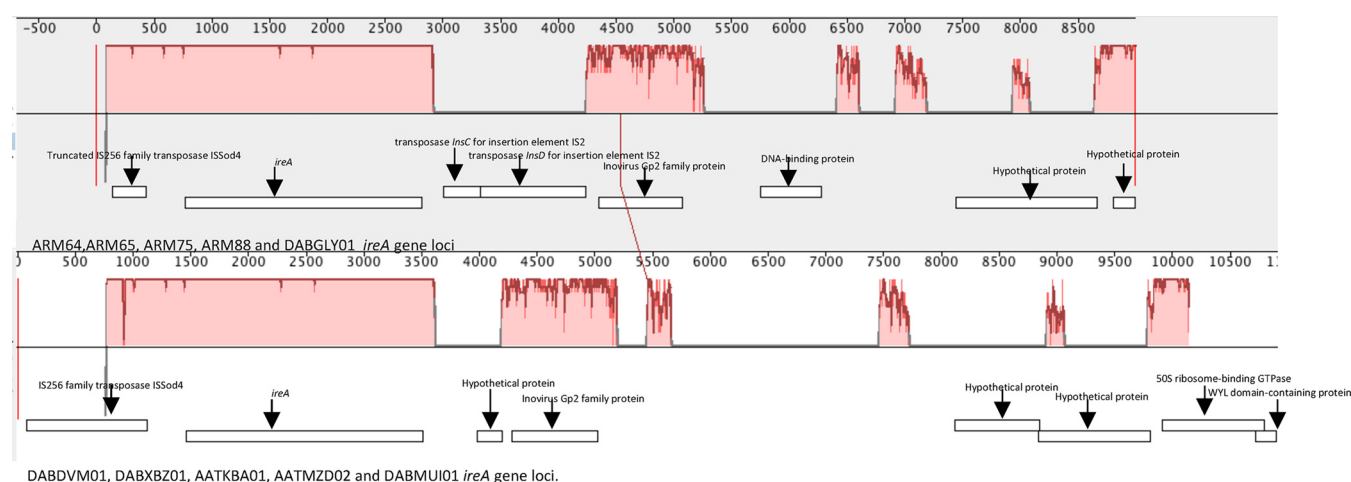 -500 0 500 1000 1500 2000 2500 3000 3500 4000 4500 5000 5500 6000 6500 7000 7500 8000 8500
transposase InsC for insertion element IS2
Truncated IS256 family transposase ISSod4
ireA
transposase InsD for insertion element IS2
Inovirus Gp2 family protein
DNA-binding protein
Hypothetical protein
Hypothetical protein
ARM64,ARM65, ARM75, ARM88 and DABGLY01 ireA gene loci
0 500 1000 1500 2000 2500 3000 3500 4000 4500 5000 5500 6000 6500 7000 7500 8000 8500 9000 9500 10000 10500
IS256 family transposase ISSod4
ireA
Hypothetical protein
Inovirus Gp2 family protein
Hypothetical protein
Hypothetical protein
50S ribosome-binding GTPase
WYL domain-containing protein
DABDVM01, DABXBZ01, AATKBA01, AATMZD02 and DABMUI01 ireA gene loci.